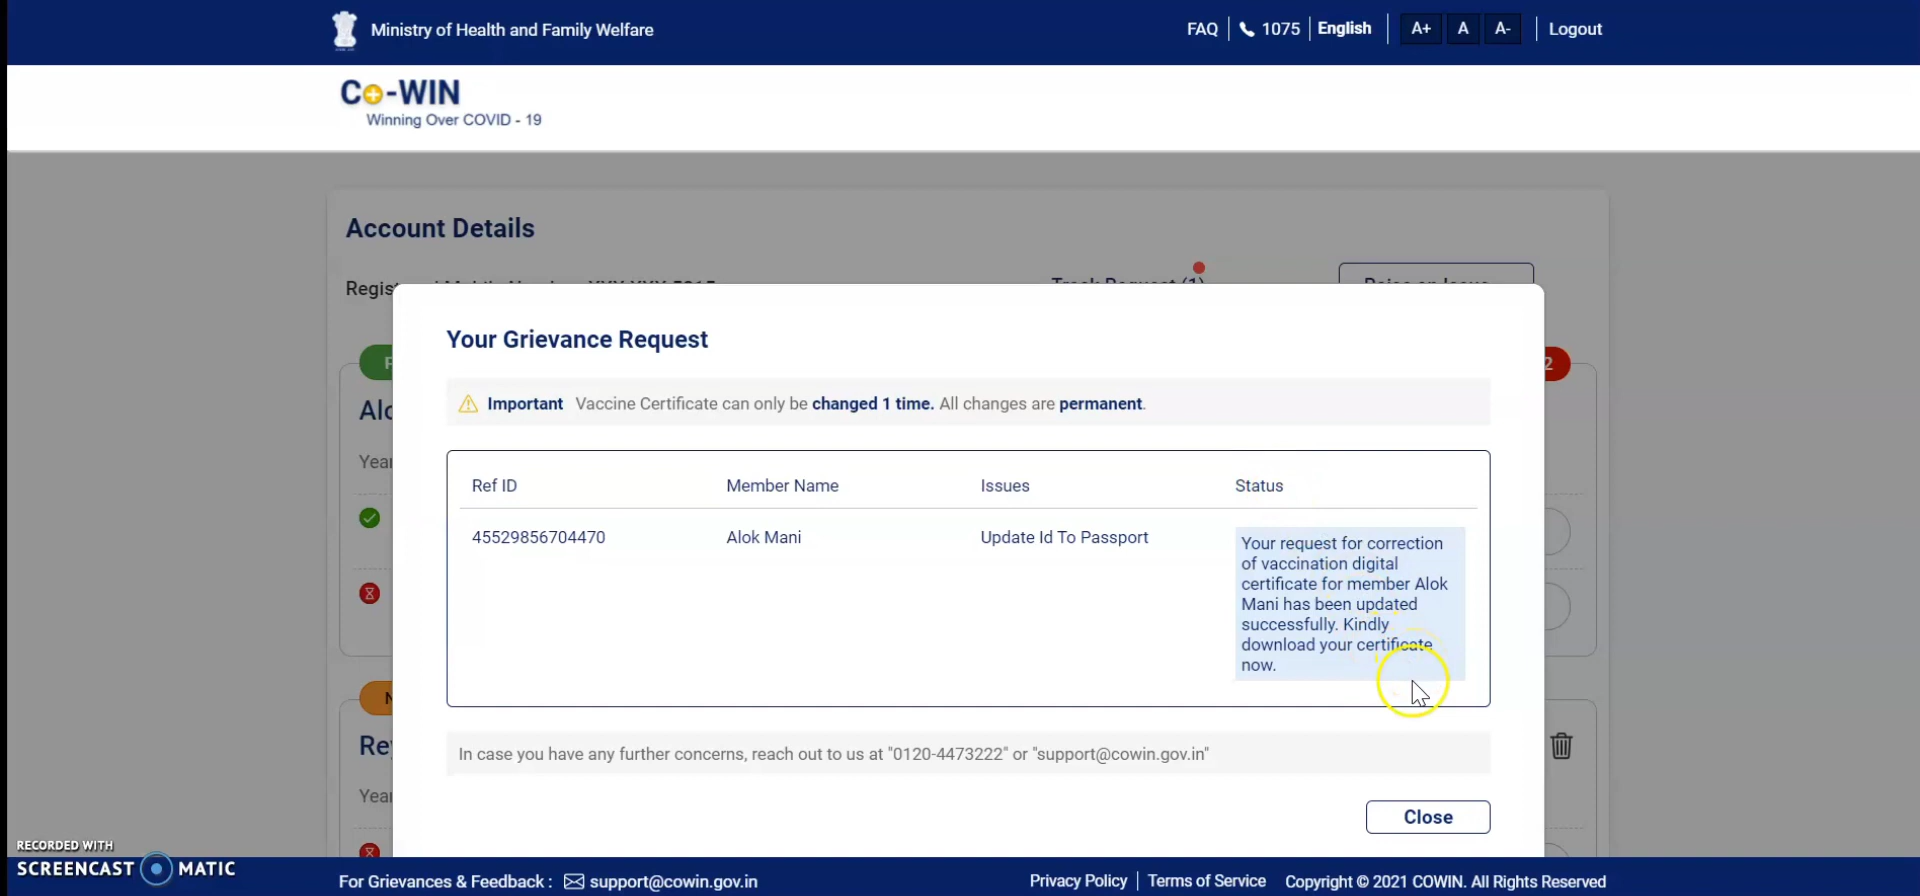 Ministry of Health and Family Welfare
FAQ 1075 English A+ A A- Logout
Co-WIN
Winning Over COVID - 19
Account Details
Your Grievance Request
Important Vaccine Certificate can only be changed 1 time. All changes are permanent.
Ref ID Member Name Issues Status
45529856704470 Alok Mani Update Id To Passport
Your request for correction
of vaccination digital
certificate for member Alok
Mani has been updated
successfully. Kindly
download your certificate
now.
In case you have any further concerns, reach out to us at "0120-4473222" or "support@cowin.gov.in"
Close
RECORDED WITH
SCREENCAST MATIC
For Grievances & Feedback : support@cowin.gov.in
Privacy Policy Terms of Service Copyright © 2021 COWIN. All Rights Reserved